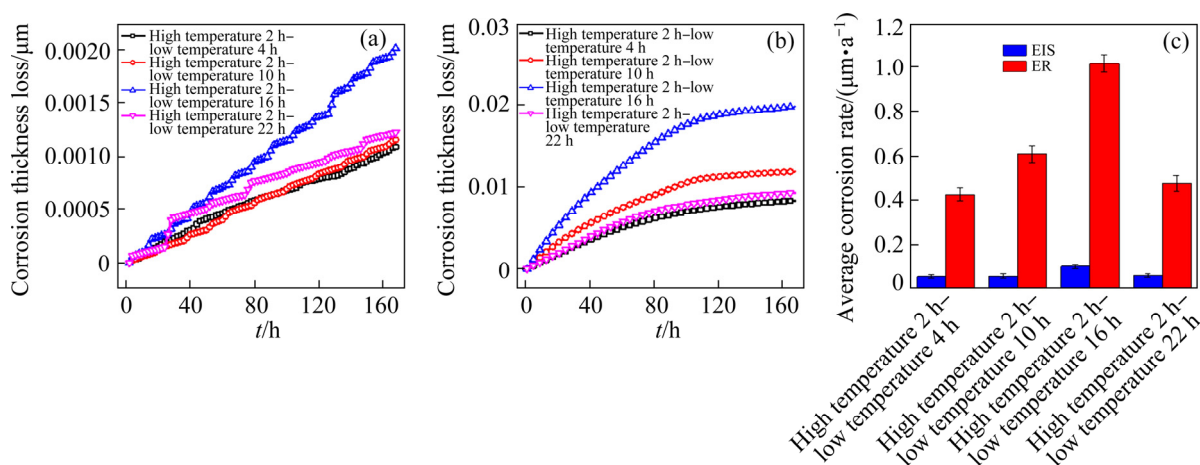 (a)
High temperature 2 h–
low temperature 4 h
High temperature 2 h–
low temperature 10 h
High temperature 2 h–
low temperature 16 h
High temperature 2 h–
low temperature 22 h
Corrosion thickness loss/μm
0.0020
0.0015
0.0010
0.0005
0
0 40 80 120 160
t/h
(b)
High temperature 2 h–low
temperature 4 h
High temperature 2 h–low
temperature 10 h
High temperature 2 h–low
temperature 16 h
High temperature 2 h–
low temperature
22 h
Corrosion thickness loss/μm
0.03
0.02
0.01
0
0 40 80 120 160
t/h
(c)
EIS
ER
Average corrosion rate/(μm•a⁻¹)
1.0
0.8
0.6
0.4
0.2
0
High temperature 2 h–
low temperature 4 h
High temperature 2 h–
low temperature 10 h
High temperature 2 h–
low temperature 16 h
High temperature 2 h–
low temperature 22 h